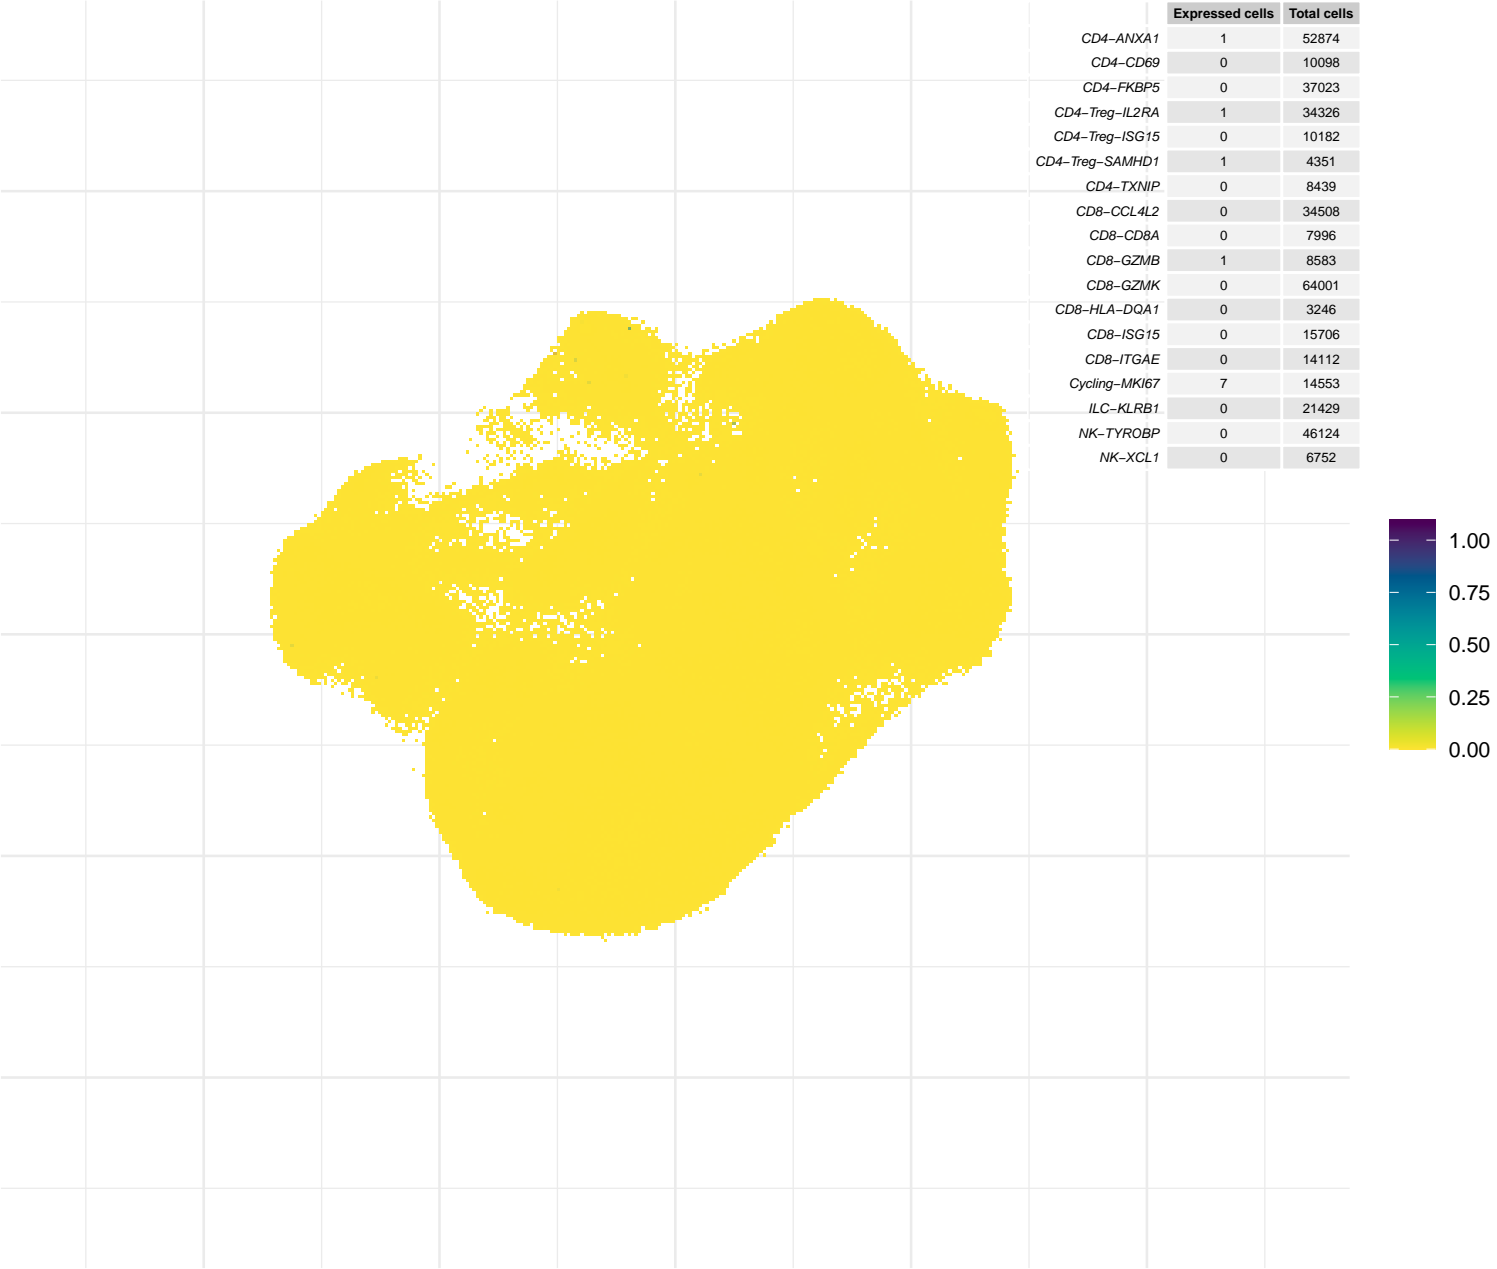 Expressed cells Total cells
CD4−ANXA1 1 52874
CD4−CD69 0 10098
CD4−FKBP5 0 37023
CD4−Treg−IL2RA 1 34326
CD4−Treg−ISG15 0 10182
CD4−Treg−SAMHD1 1 4351
CD4−TXNIP 0 8439
CD8−CCL4L2 0 34508
CD8−CD8A 0 7996
CD8−GZMB 1 8583
CD8−GZMK 0 64001
CD8−HLA−DQA1 0 3246
CD8−ISG15 0 15706
CD8−ITGAE 0 14112
Cycling−MKI67 7 14553
ILC−KLRB1 0 21429
NK−TYROBP 0 46124
NK−XCL1 0 6752
1.00
0.75
0.50
0.25
0.00